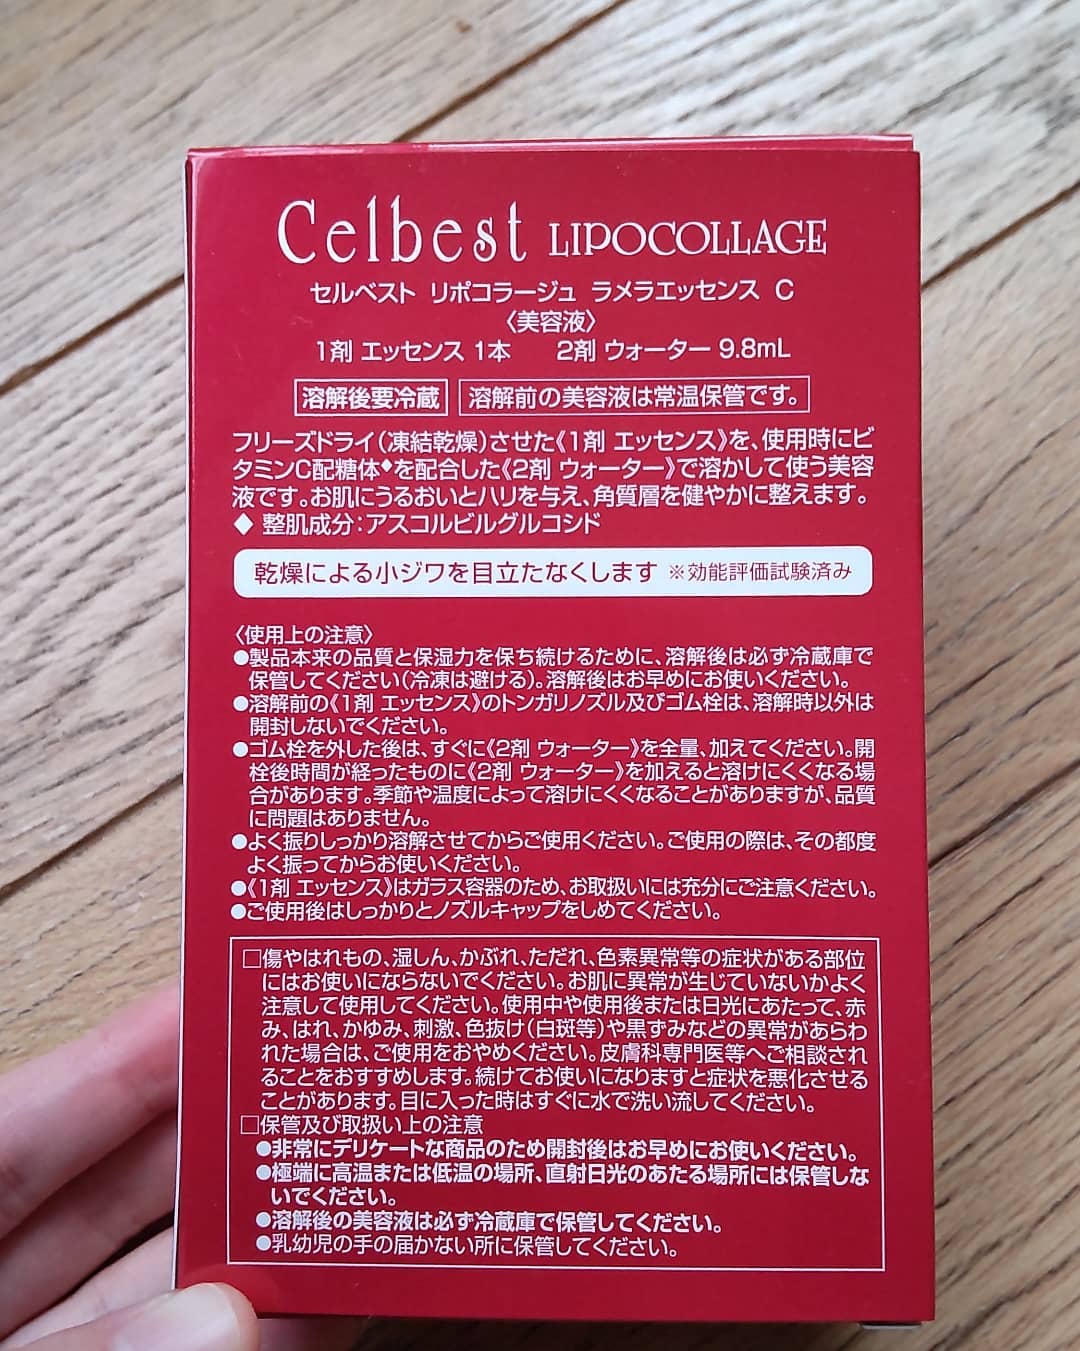 Celbest LIPOCOLLAGE
セルベスト リポコラージュ ラメラエッセンス C
〈美容液〉
1剤 エッセンス 1本 2剤 ウォーター 9.8mL
溶解後要冷蔵 溶解前の美容液は常温保管です。
フリーズドライ(凍結乾燥)させた《1剤 エッセンス》を、使用時にビ
タミンC配糖体◆を配合した《2剤 ウォーター》で溶かして使う美容
液です。お肌にうるおいとハリを与え、角質層を健やかに整えます。
◆ 整肌成分:アスコルビルグルコシド
乾燥による小ジワを目立たなくします ※効能評価試験済み
〈使用上の注意〉
●製品本来の品質と保湿力を保ち続けるために、溶解後は必ず冷蔵庫で
保管してください(冷凍は避ける)。溶解後はお早めにお使いください。
●溶解前の《1剤 エッセンス》のトンガリノズル及びゴム栓は、溶解時以外は
開封しないでください。
●ゴム栓を外した後は、すぐに《2剤 ウォーター》を全量、加えてください。開
栓後時間が経ったものに《2剤 ウォーター》を加えると溶けにくくなる場
合があります。季節や温度によって溶けにくくなることがありますが、品質
に問題はありません。
●よく振りしっかり溶解させてからご使用ください。ご使用の際は、その都度
よく振ってからお使いください。
●《1剤 エッセンス》はガラス容器のため、お取扱いには充分にご注意ください。
●ご使用後はしっかりとノズルキャップをしめてください。
□傷やはれもの、湿しん、かぶれ、ただれ、色素異常等の症状がある部位
にはお使いにならないでください。お肌に異常が生じていないかよく
注意して使用してください。使用中や使用後または日光にあたって、赤
み、はれ、かゆみ、刺激、色抜け(白斑等)や黒ずみなどの異常があらわ
れた場合は、ご使用をおやめください。皮膚科専門医等へご相談され
ることをおすすめします。続けてお使いになりますと症状を悪化させる
ことがあります。目に入った時はすぐに水で洗い流してください。
□保管及び取扱い上の注意
●非常にデリケートな商品のため開封後はお早めにお使いください。
●極端に高温または低温の場所、直射日光のあたる場所には保管しな
いでください。
●溶解後の美容液は必ず冷蔵庫で保管してください。
●乳幼児の手の届かない所に保管してください。